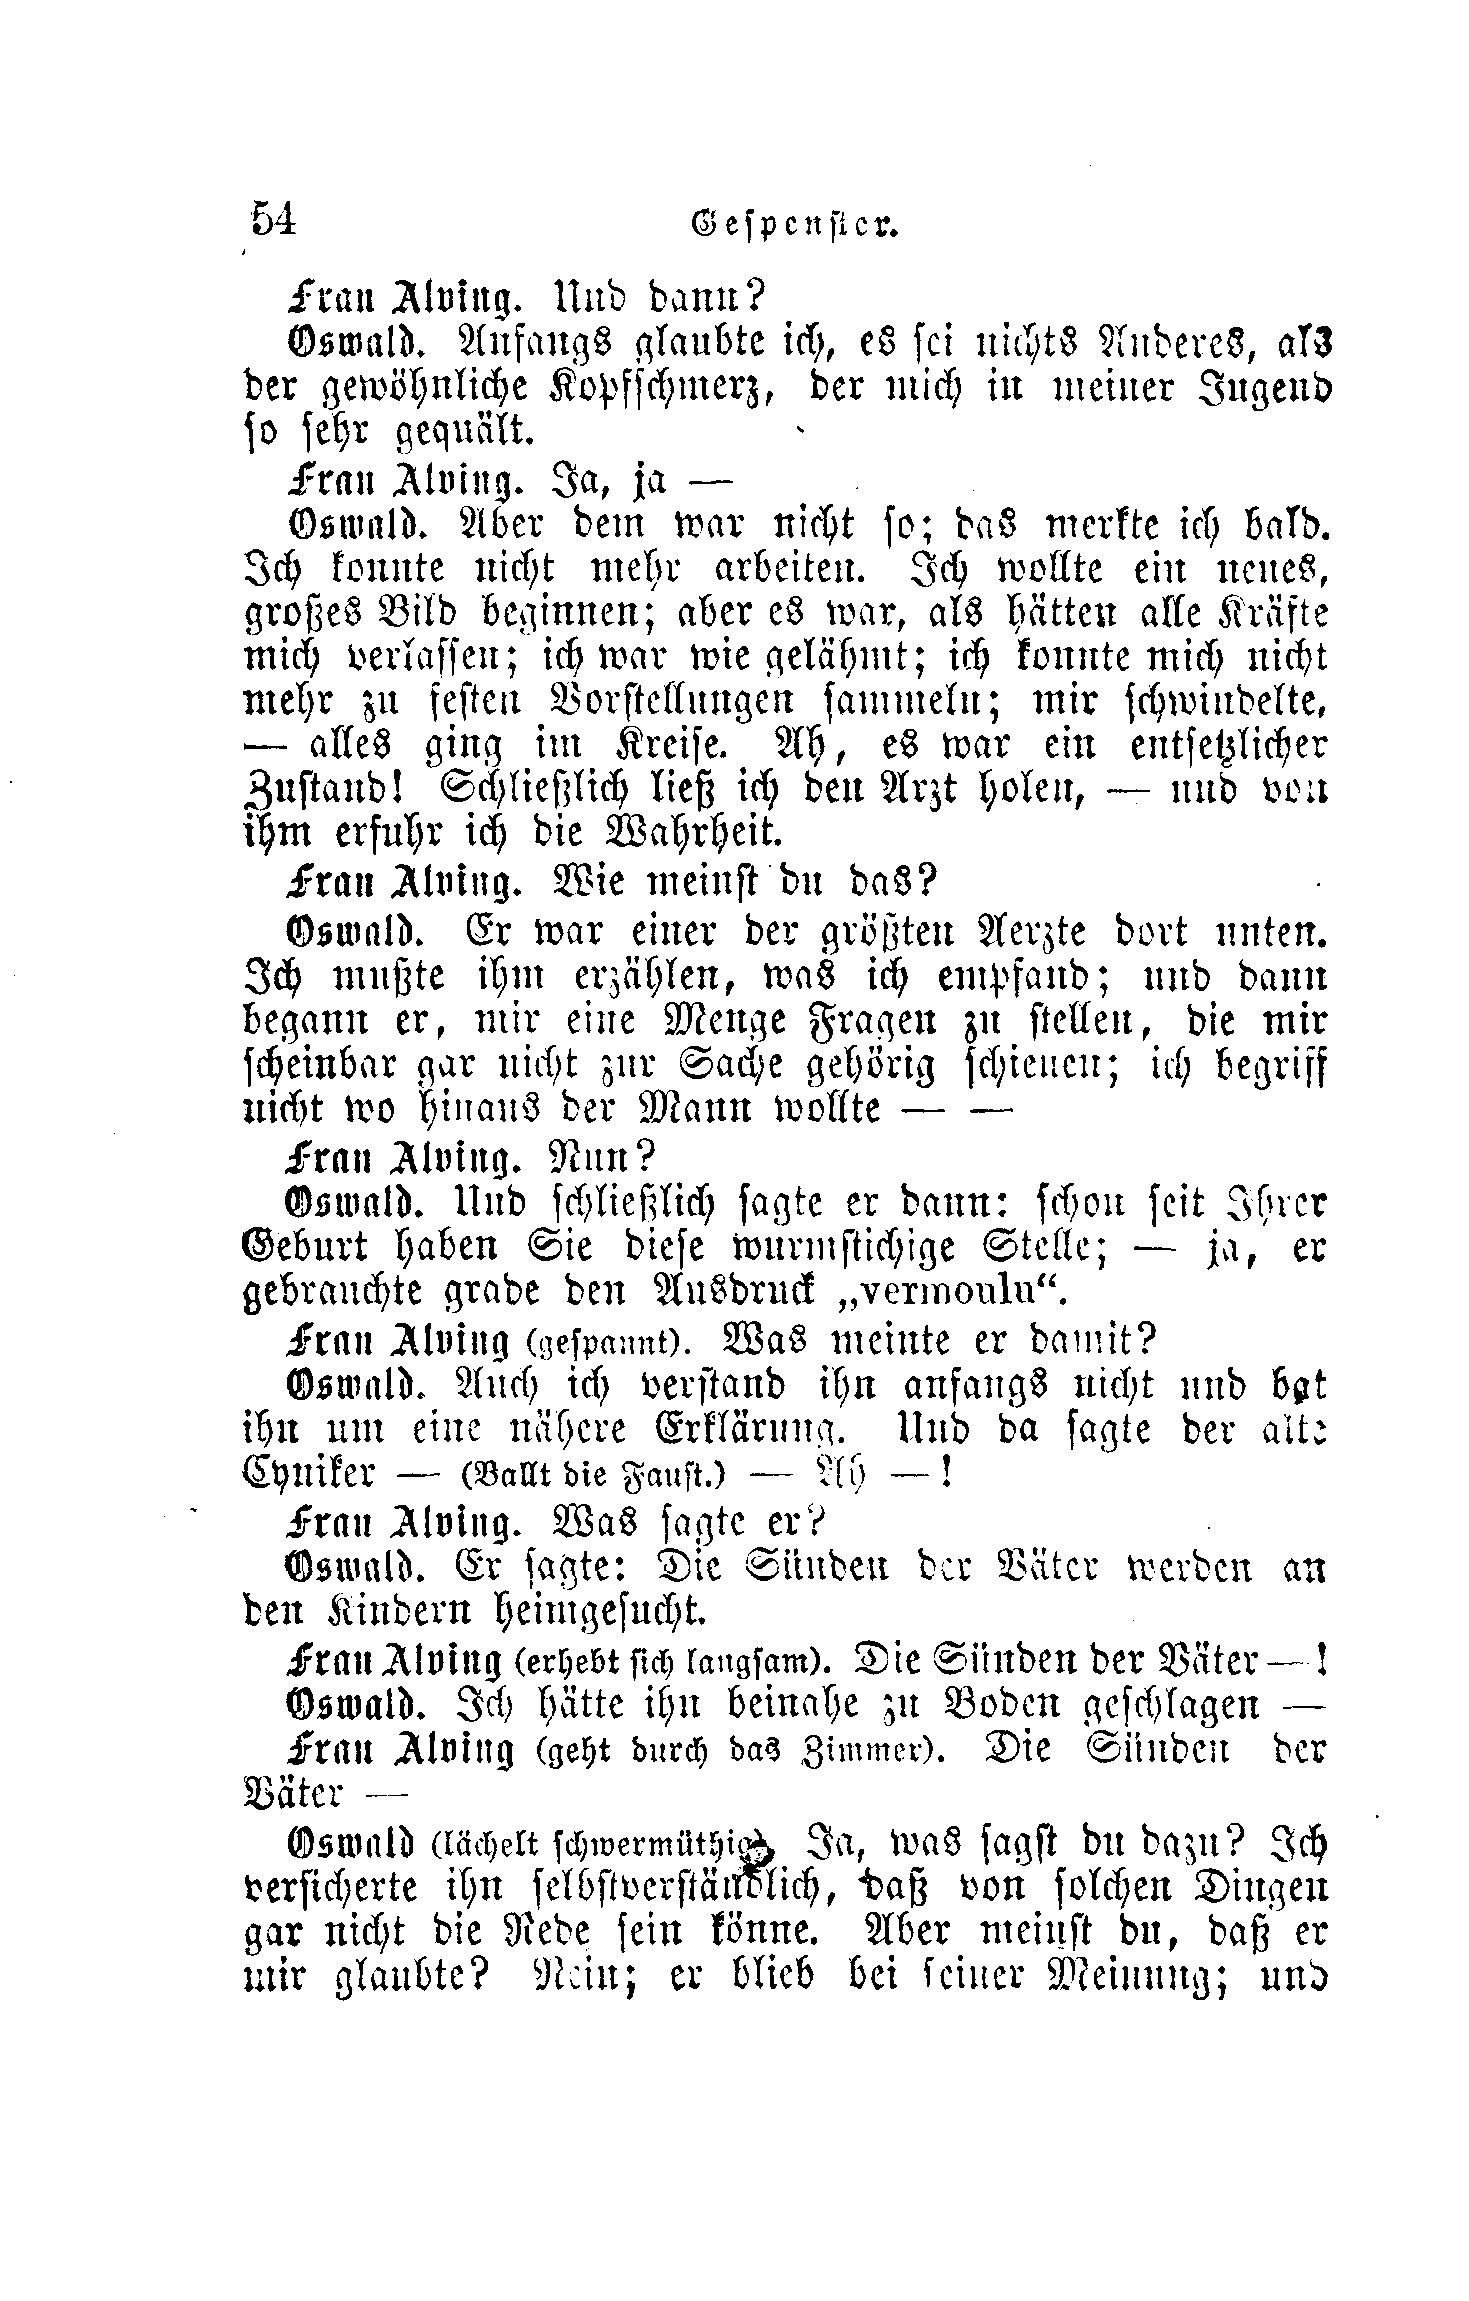 54 Gespenster.
Frau Alving. Und dann?
Oswald. Anfangs glaubte ich, es sei nichts Anderes, als
der gewöhnliche Kopfschmerz, der mich in meiner Jugend
so sehr gequält.
Frau Alving. Ja, ja —
Oswald. Aber dem war nicht so; das merkte ich bald.
Ich konnte nicht mehr arbeiten. Ich wollte ein neues,
großes Bild beginnen; aber es war, als hätten alle Kräfte
mich verlassen; ich war wie gelähmt; ich konnte mich nicht
mehr zu festen Vorstellungen sammeln; mir schwindelte,
— alles ging im Kreise. Ah, es war ein entsetzlicher
Zustand! Schließlich ließ ich den Arzt holen, — und von
ihm erfuhr ich die Wahrheit.
Frau Alving. Wie meinst du das?
Oswald. Er war einer der größten Aerzte dort unten.
Ich mußte ihm erzählen, was ich empfand; und dann
begann er, mir eine Menge Fragen zu stellen, die mir
scheinbar gar nicht zur Sache gehörig schienen; ich begriff
nicht wo hinaus der Mann wollte — —
Frau Alving. Nun?
Oswald. Und schließlich sagte er dann: schon seit Ihrer
Geburt haben Sie diese wurmstichige Stelle; — ja, er
gebrauchte grade den Ausdruck „vermoulu“.
Frau Alving (gespannt). Was meinte er damit?
Oswald. Auch ich verstand ihn anfangs nicht und bat
ihn um eine nähere Erklärung. Und da sagte der alte
Cyniker — (Ballt die Faust.) — Ah —!
Frau Alving. Was sagte er?
Oswald. Er sagte: Die Sünden der Väter werden an
den Kindern heimgesucht.
Frau Alving (erhebt sich langsam). Die Sünden der Väter —!
Oswald. Ich hätte ihn beinahe zu Boden geschlagen —
Frau Alving (geht durch das Zimmer). Die Sünden der
Väter —
Oswald (lächelt schwermüthig). Ja, was sagst du dazu? Ich
versicherte ihn selbstverständlich, daß von solchen Dingen
gar nicht die Rede sein könne. Aber meinst du, daß er
mir glaubte? Nein; er blieb bei seiner Meinung; und